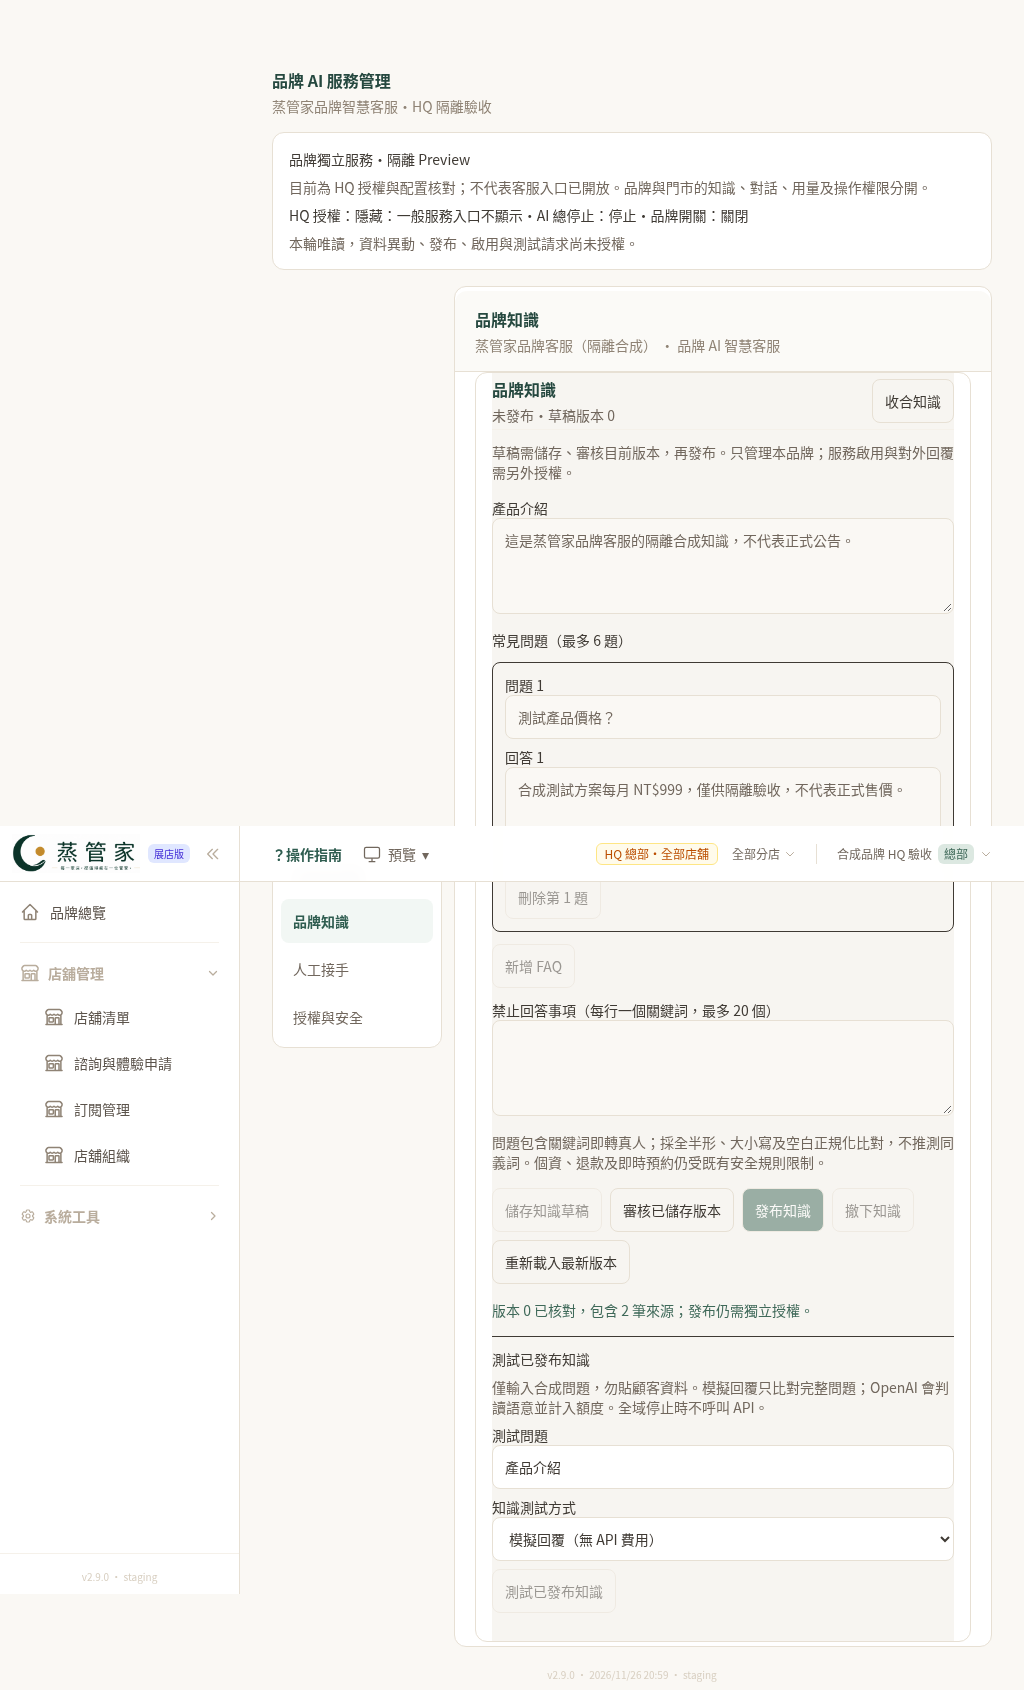 品牌 AI 服務管理
蒸管家品牌智慧客服・HQ 隔離驗收
品牌獨立服務・隔離 Preview
目前為 HQ 授權與配置核對；不代表客服入口已開放。品牌與門市的知識、對話、用量及操作權限分開。
HQ 授權：隱藏：一般服務入口不顯示・AI 總停止：停止・品牌開關：關閉
本輪唯讀，資料異動、發布、啟用與測試請求尚未授權。
品牌知識
蒸管家品牌客服（隔離合成） ・ 品牌 AI 智慧客服
品牌知識
未發布・草稿版本 0
收合知識
草稿需儲存、審核目前版本，再發布。只管理本品牌；服務啟用與對外回覆
需另外授權。
產品介紹
這是蒸管家品牌客服的隔離合成知識，不代表正式公告。
常見問題（最多 6 題）
問題 1
測試產品價格？
回答 1
合成測試方案每月 NT$999，僅供隔離驗收，不代表正式售價。
蒸管家
展店版
？操作指南
預覽 ▾
HQ 總部・全部店舖
全部分店
合成品牌 HQ 驗收
總部
品牌總覽
店舖管理
店舖清單
諮詢與體驗申請
訂閱管理
店舖組織
系統工具
v2.9.0 ・ staging
品牌知識
人工接手
授權與安全
刪除第 1 題
新增 FAQ
禁止回答事項（每行一個關鍵詞，最多 20 個）
問題包含關鍵詞即轉真人；採全半形、大小寫及空白正規化比對，不推測同
義詞。個資、退款及即時預約仍受既有安全規則限制。
儲存知識草稿
審核已儲存版本
發布知識
撤下知識
重新載入最新版本
版本 0 已核對，包含 2 筆來源；發布仍需獨立授權。
測試已發布知識
僅輸入合成問題，勿貼顧客資料。模擬回覆只比對完整問題；OpenAI 會判
讀語意並計入額度。全域停止時不呼叫 API。
測試問題
產品介紹
知識測試方式
模擬回覆（無 API 費用）
測試已發布知識
v2.9.0 ・ 2026/11/26 20:59 ・ staging